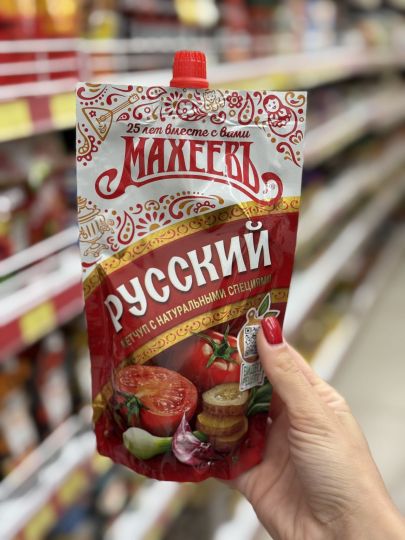 25 лет вместе с вами
МАХЕЕВЪ
РУССКИЙ
КЕТЧУП С НАТУРАЛЬНЫМИ СПЕЦИЯМИ